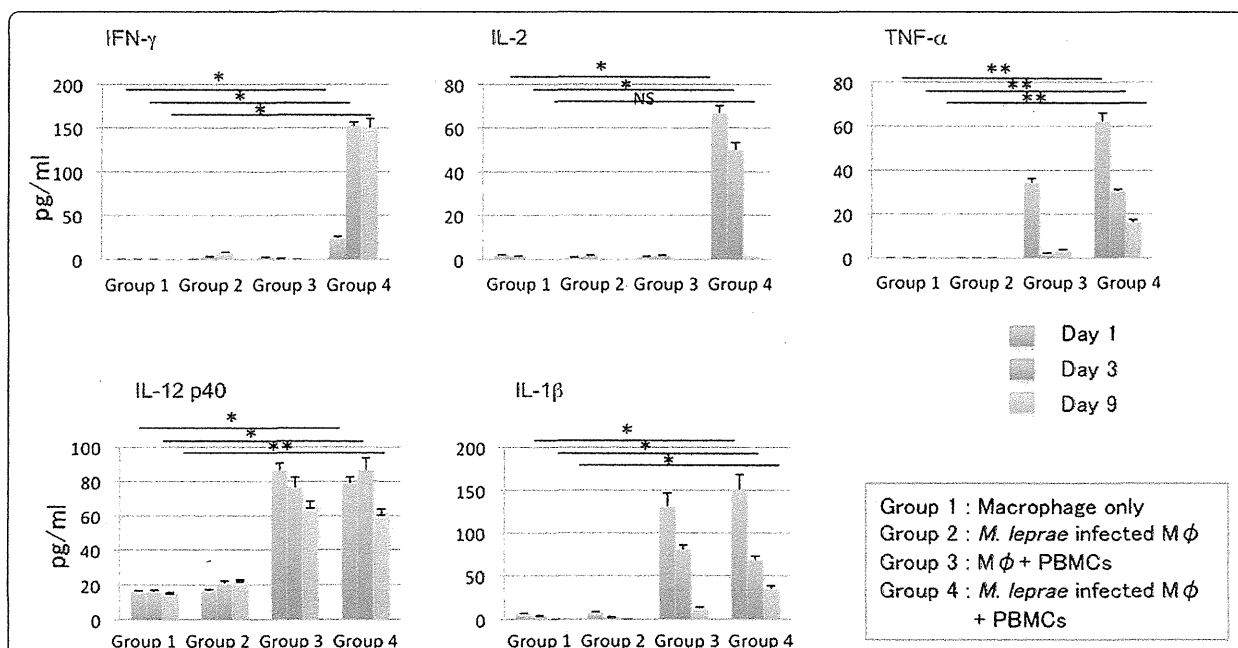 IFN-γ
*
*
*
200
150
100
50
0
pg/ml
Group 1 Group 2 Group 3 Group 4
IL-2
*
*
NS
80
60
40
20
0
Group 1 Group 2 Group 3 Group 4
TNF-α
**
**
**
80
60
40
20
0
Group 1 Group 2 Group 3 Group 4
Day 1
Day 3
Day 9
IL-12 p40
*
*
**
100
80
60
40
20
0
pg/ml
Group 1 Group 2 Group 3 Group 4
IL-1β
*
*
*
200
150
100
50
0
Group 1 Group 2 Group 3 Group 4
Group 1 : Macrophage only
Group 2 : M. leprae infected Mϕ
Group 3 : Mϕ + PBMCs
Group 4 : M. leprae infected Mϕ
+ PBMCs